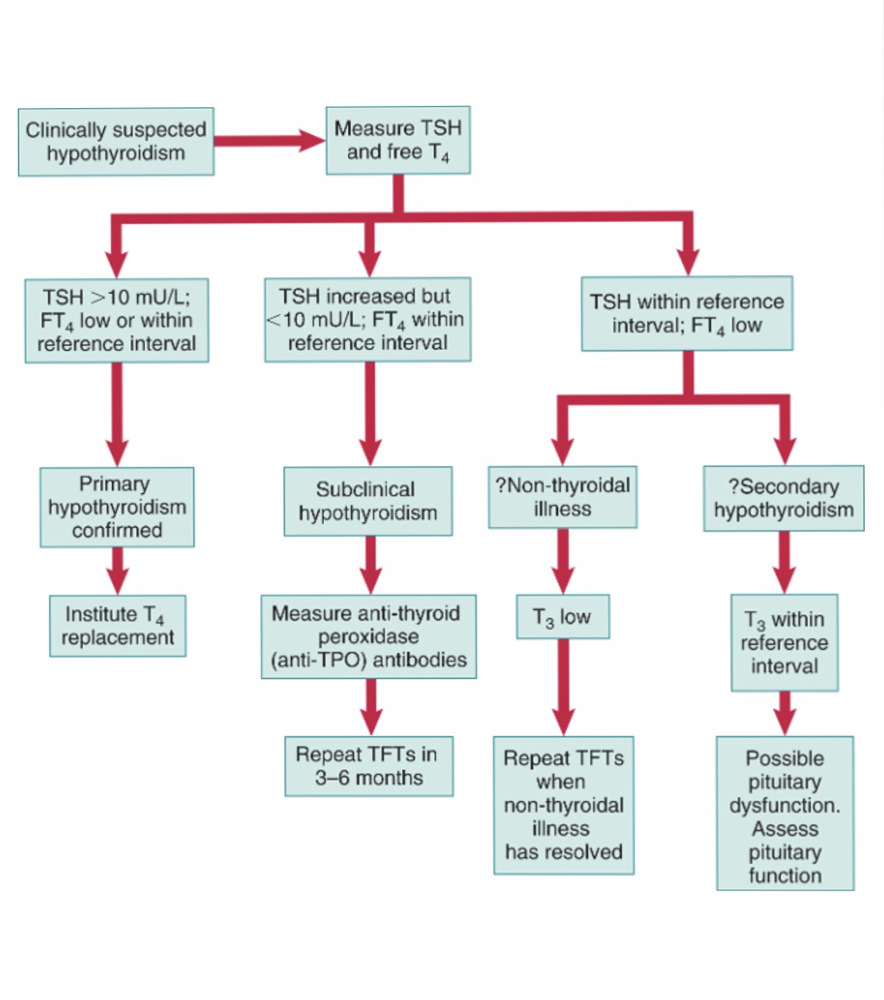 Clinically suspected
hypothyroidism
Measure TSH
and free T₄
TSH >10 mU/L;
FT₄ low or within
reference interval
TSH increased but
<10 mU/L; FT₄ within
reference interval
TSH within reference
interval; FT₄ low
Primary
hypothyroidism
confirmed
Subclinical
hypothyroidism
?Non-thyroidal
illness
?Secondary
hypothyroidism
Institute T₄
replacement
Measure anti-thyroid
peroxidase
(anti-TPO) antibodies
T₃ low
T₃ within
reference
interval
Repeat TFTs in
3–6 months
Repeat TFTs
when
non-thyroidal
illness
has resolved
Possible
pituitary
dysfunction.
Assess
pituitary
function